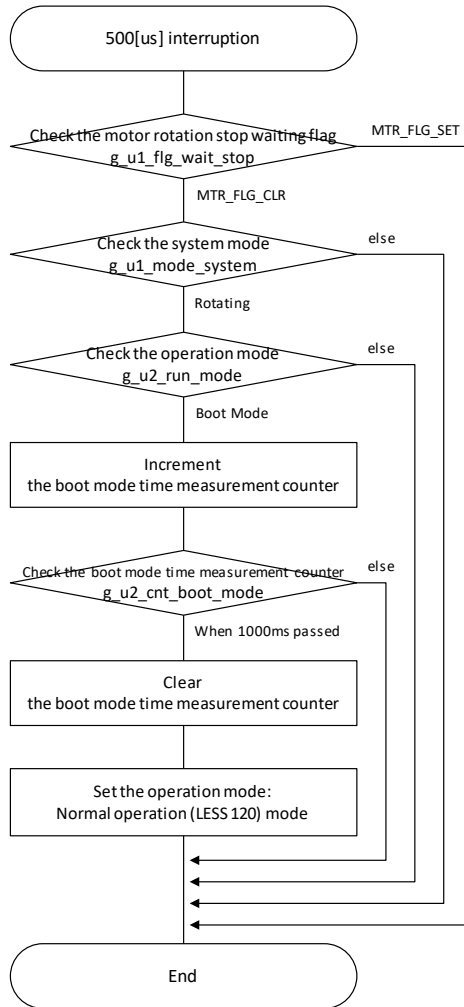 500[us] interruption
Check the motor rotation stop waiting flag
g_u1_flg_wait_stop
MTR_FLG_SET
MTR_FLG_CLR
Check the system mode
g_u1_mode_system
else
Rotating
Check the operation mode
g_u2_run_mode
else
Boot Mode
Increment
the boot mode time measurement counter
Check the boot mode time measurement counter
g_u2_cnt_boot_mode
else
When 1000ms passed
Clear
the boot mode time measurement counter
Set the operation mode:
Normal operation (LESS 120) mode
End